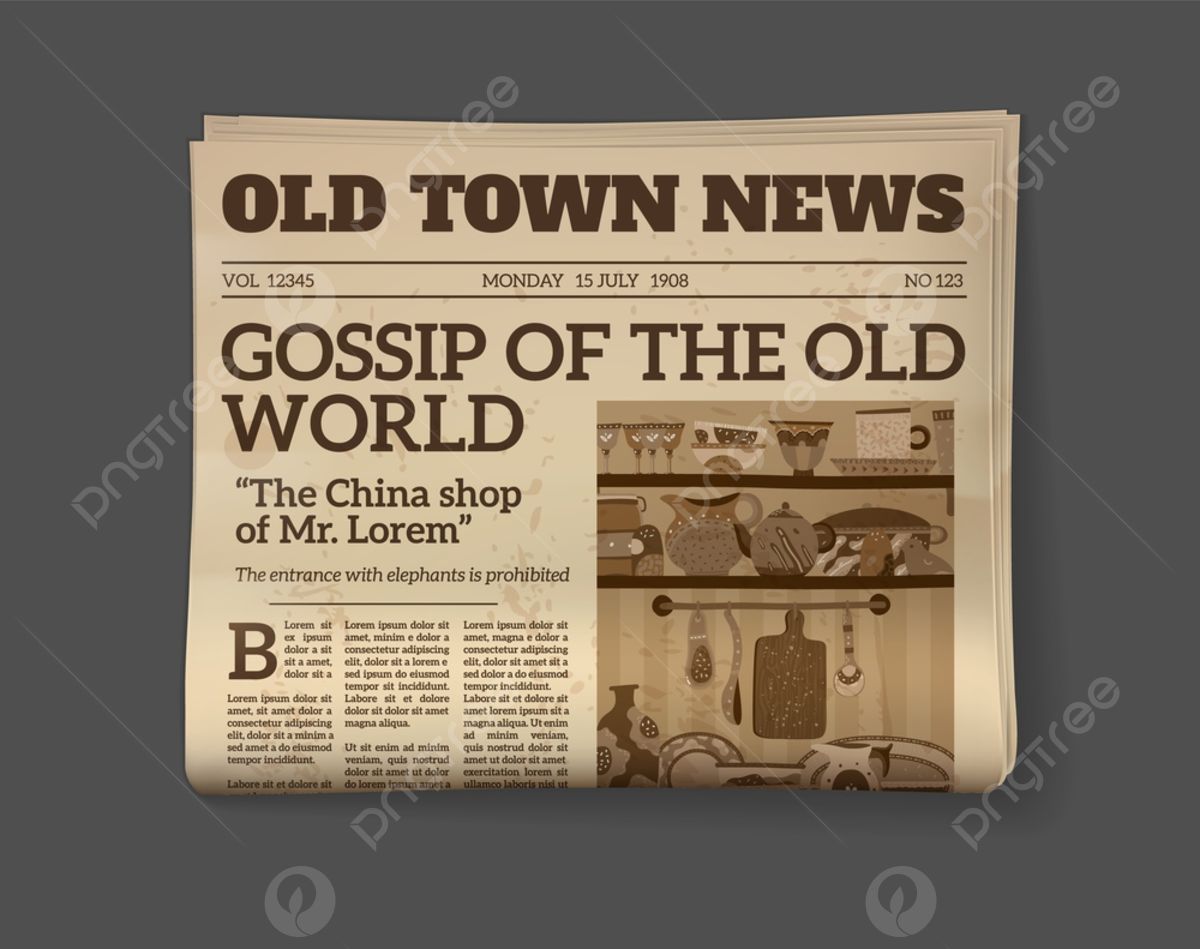 OLD TOWN NEWS
VOL 12345 MONDAY 15 JULY 1908 NO 123
GOSSIP OF THE OLD
WORLD
“The China shop
of Mr. Lorem”
The entrance with elephants is prohibited
B
Lorem sit
ex ipsum
dolor a sit
sit a amet,
dolor sit a
Lorem ipsum dolor sit
amet, sit amet dolor a
consectetur adipiscing
elit, dolor sit a minim a
sed amet a do eiusmod
tempor incididunt.
Labore sit et dolore sit
Lorem ipsum dolor sit
amet, minim e dolor a
consectetur adipiscing
elit, dolor sit a lorem e
sed ipsum do eiusmod
tempor sit incididunt.
Labore sit et dolore
dolor sit dolor sit amet
magna aliqua.
Ut sit enim ad minim
veniam, quis nostrud
sit amet ut dolor
do lorem ipsum amet a
Lorem ipsum dolor sit
amet, magna e dolor a
consectetur adipiscing
elit, dolor sit amet sit a
sed ipsum a do eiusmod
tempor incididunt.
Labore sit et dolore sit
amet lorem ipsum sit a
magna aliqua. Ut enim
ad minim veniam,
quis nostrud dolor sit
amet ut dolor sit amet
exercitation lorem sit
ullamco laboris nisi ut
pngtree
pngtree
pngtree
pngtree
pngtree
pngtree